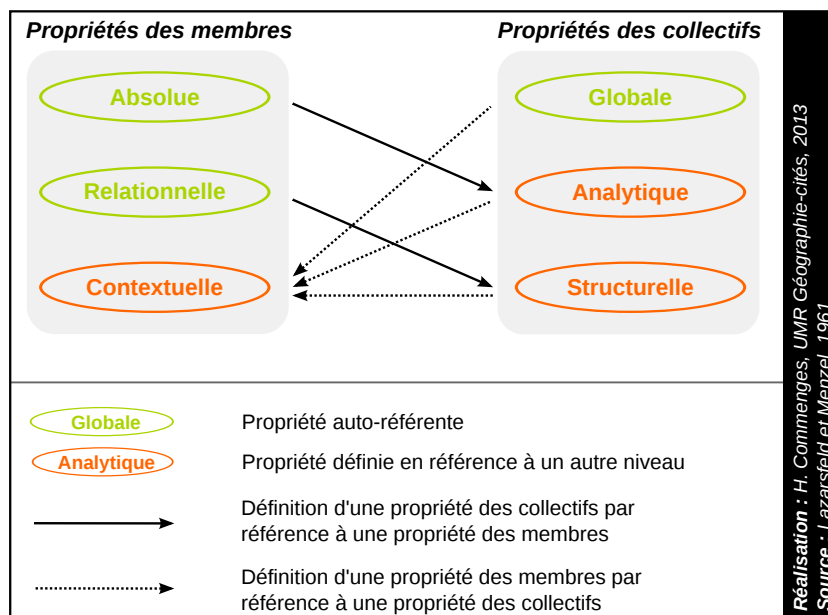 Propriétés des membres
Propriétés des collectifs
Absolue
Globale
Relationnelle
Analytique
Contextuelle
Structurelle
Globale
Propriété auto-référente
Analytique
Propriété définie en référence à un autre niveau
Définition d'une propriété des collectifs par
référence à une propriété des membres
Définition d'une propriété des membres par
référence à une propriété des collectifs
Réalisation : H. Commenges, UMR Géographie-cités, 2013
Source : Lazarsfeld et Menzel, 1961